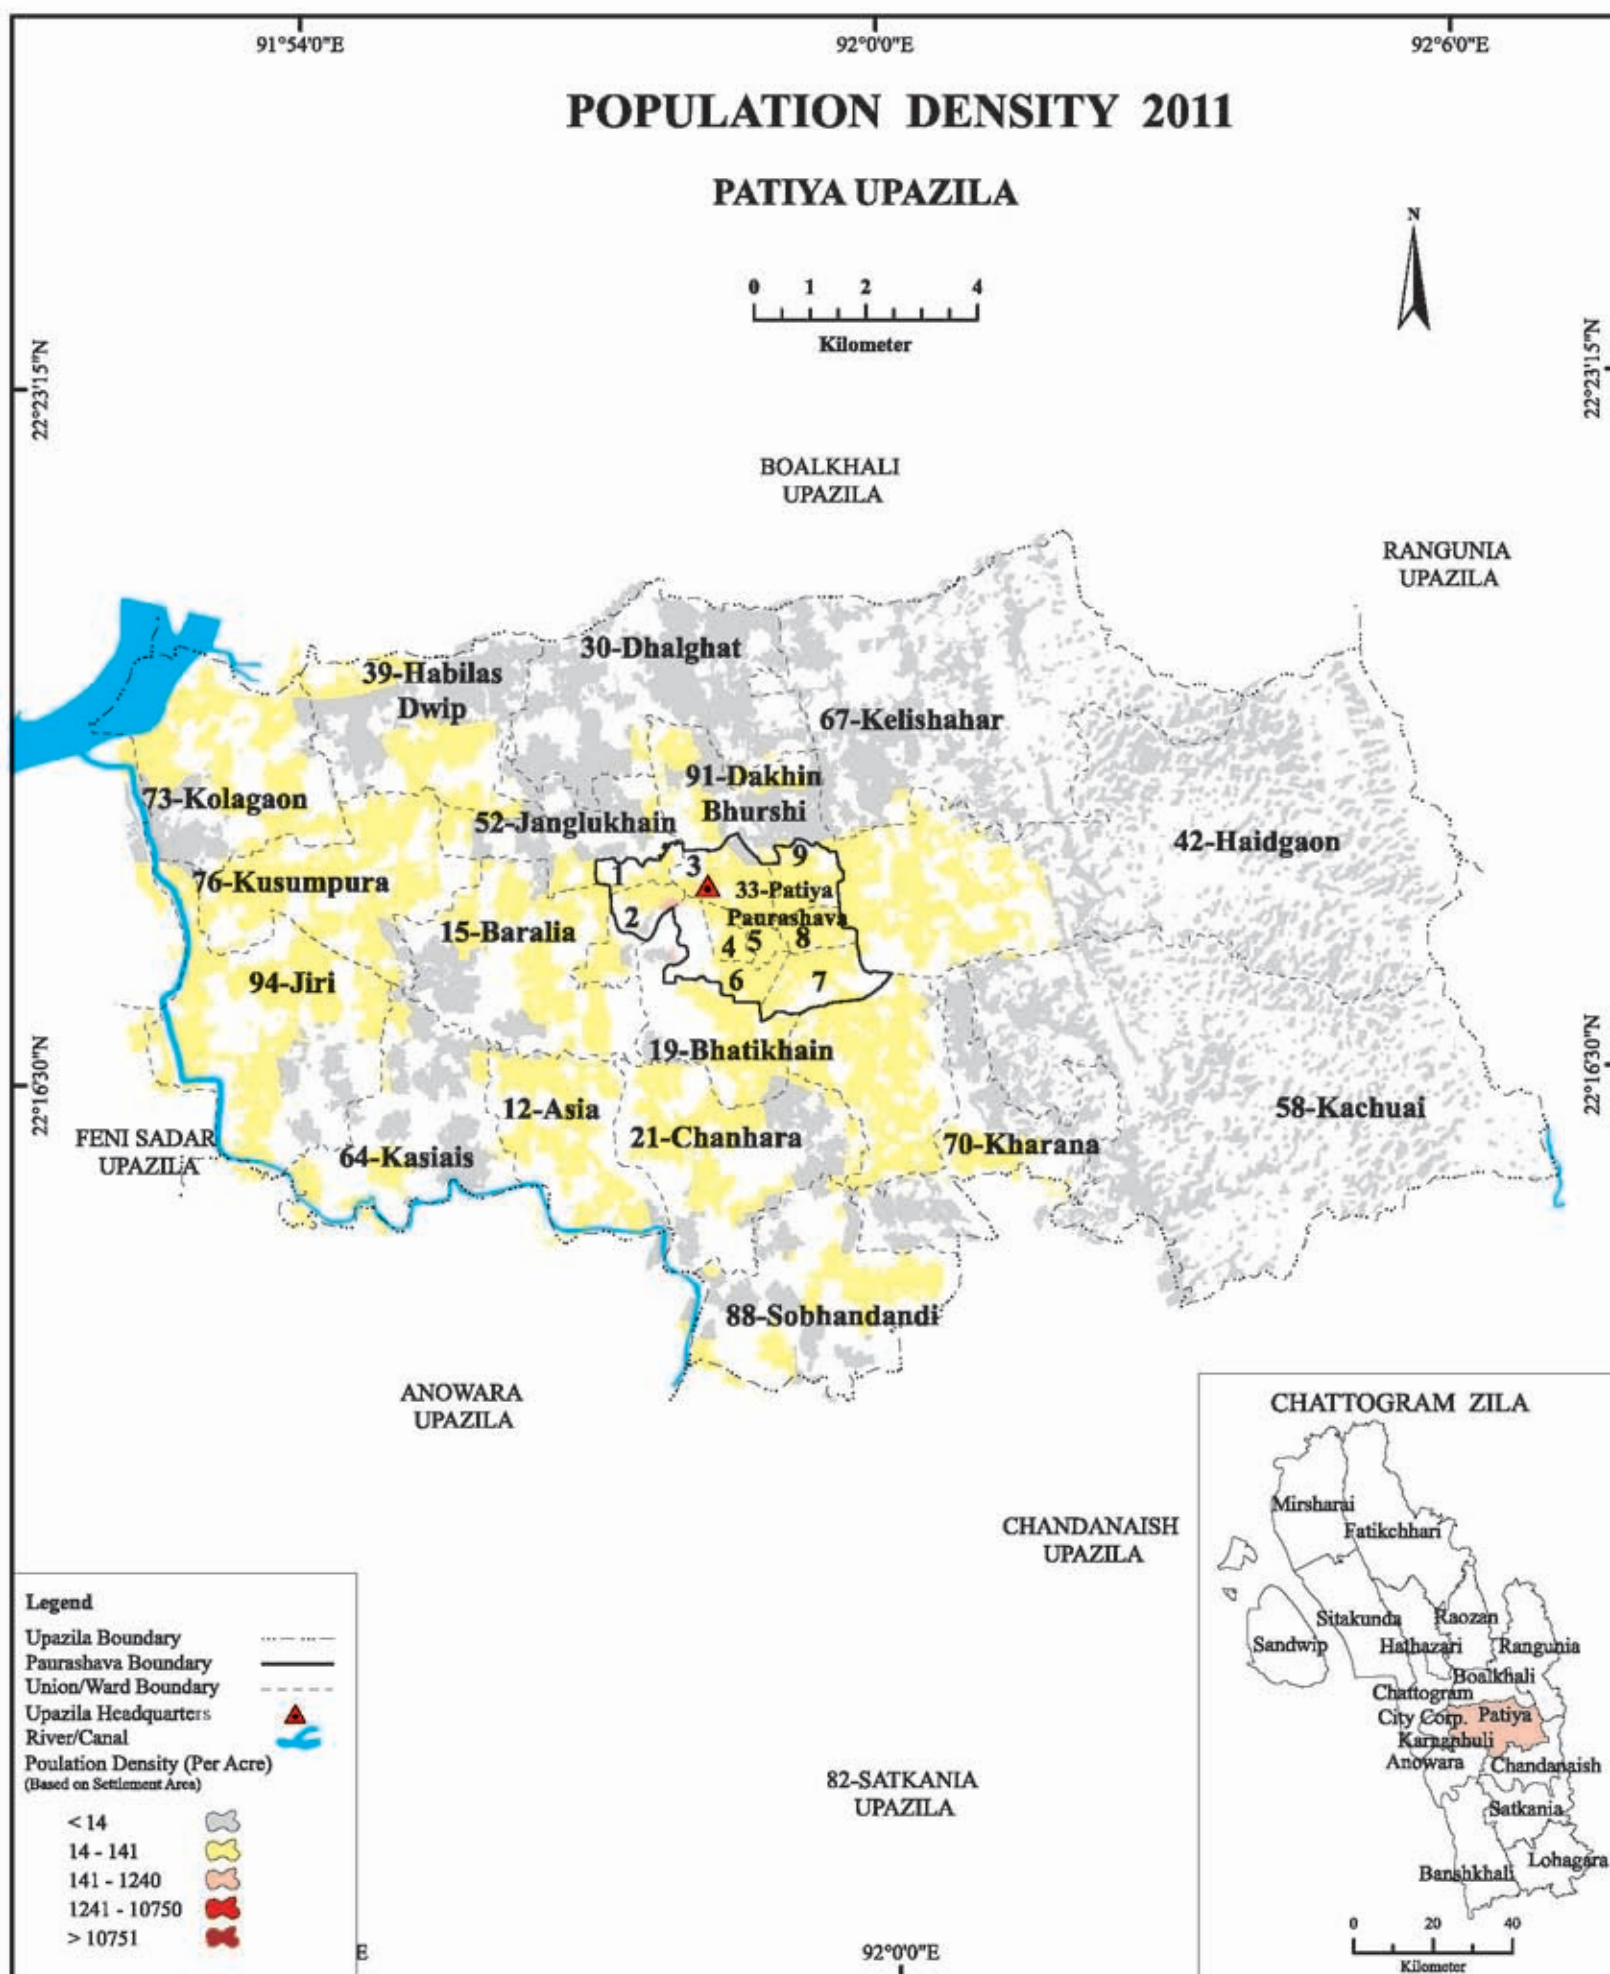 91°54'0"E
92°0'0"E
92°6'0"E
POPULATION DENSITY 2011
PATIYA UPAZILA
N
0 1 2 4
Kilometer
22°23'15"N
22°23'15"N
BOALKHALI
UPAZILA
RANGUNIA
UPAZILA
30-Dhalghat
39-Habilas
Dwip
67-Kelishahar
91-Dakhin
Bhurshi
73-Kolagaon
52-Janglukhain
42-Haidgaon
9
3
1
76-Kusumpura
33-Patiya
Paurashava
2
15-Baralia
4
5
8
94-Jiri
6
7
19-Bhatikhain
22°16'30"N
22°16'30"N
12-Asia
58-Kachuai
21-Chanhara
70-Kharana
FENI SADAR
UPAZILA
64-Kasiais
88-Sobhandandi
ANOWARA
UPAZILA
CHANDANAISH
UPAZILA
82-SATKANIA
UPAZILA
Legend
Upazila Boundary
Paurashava Boundary
Union/Ward Boundary
Upazila Headquarters
River/Canal
Poulation Density (Per Acre)
(Based on Settlement Area)
< 14
14 - 141
141 - 1240
1241 - 10750
> 10751
E
92°0'0"E
CHATTOGRAM ZILA
Mirsharai
Fatikchhari
Sitakunda
Raozan
Sandwip
Hathazari
Rangunia
Boalkhali
Chattogram
City Corp.
Patiya
Karnaphuli
Anowara
Chandanaish
Satkania
Lohagara
Banshkhali
0 20 40
Kilometer